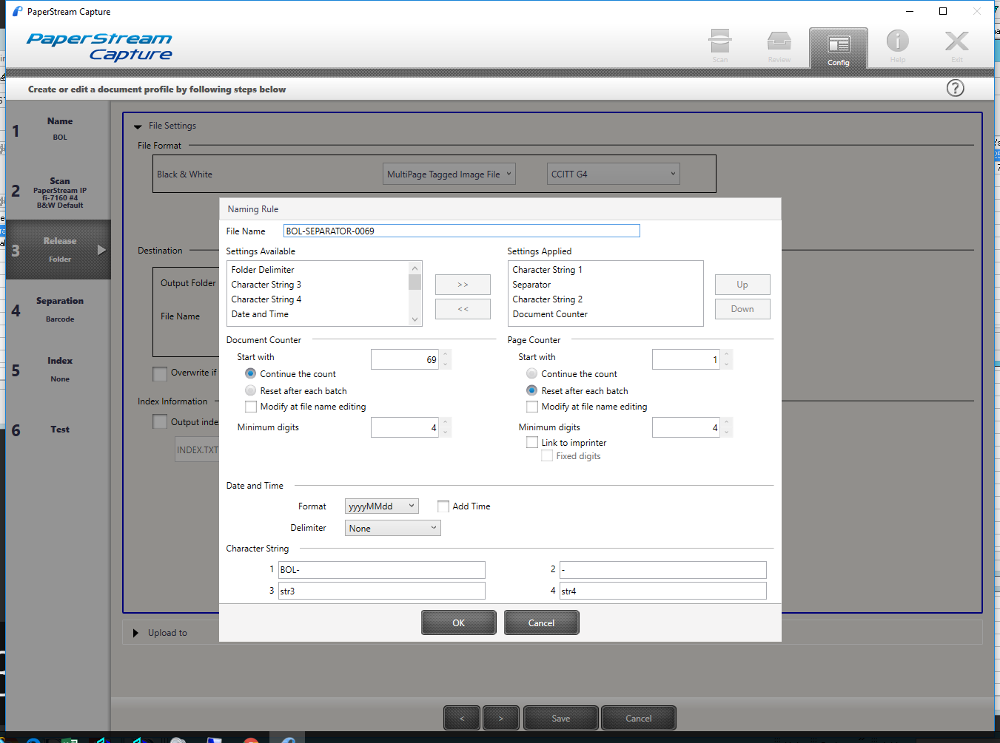 PaperStream Capture
PaperStream
Capture
Scan
Review
Config
Help
Exit
Create or edit a document profile by following steps below
1
Name
BOL
2
Scan
PaperStream IP
fi-7160 #4
B&W Default
3
Release
Folder
4
Separation
Barcode
5
Index
None
6
Test
File Settings
File Format
Black & White
MultiPage Tagged Image File
CCITT G4
Destination
Output Folder
File Name
Overwrite if
Index Information
Output inde
INDEX.TXT
Upload to
Naming Rule
File Name
BOL-SEPARATOR-0069
Settings Available
Folder Delimiter
Character String 3
Character String 4
Date and Time
>>
<<
Settings Applied
Character String 1
Separator
Character String 2
Document Counter
Up
Down
Document Counter
Start with
69
Continue the count
Reset after each batch
Modify at file name editing
Minimum digits
4
Page Counter
Start with
1
Continue the count
Reset after each batch
Modify at file name editing
Minimum digits
4
Link to imprinter
Fixed digits
Date and Time
Format
yyyyMMdd
Add Time
Delimiter
None
Character String
1 BOL-
2 -
3 str3
4 str4
OK
Cancel
<
>
Save
Cancel